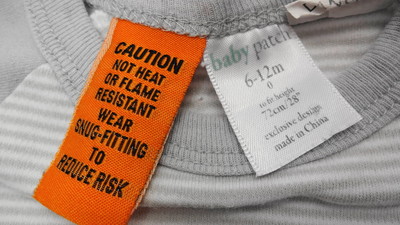 CAUTION
NOT HEAT
OR FLAME
RESISTANT
WEAR
SNUG-FITTING
TO
REDUCE RISK
baby patch
6-12m
0
to fit height
72cm/28"
exclusive design
made in China